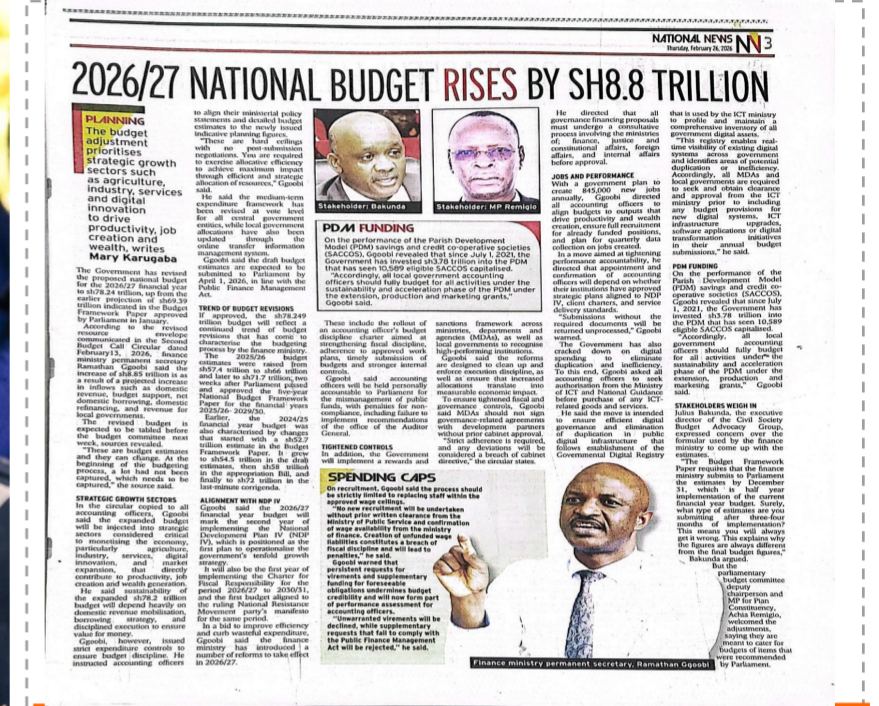 NATIONAL NEWS
Thursday, February 26, 2026
NN 3
2026/27 NATIONAL BUDGET RISES BY SH8.8 TRILLION
PLANNING
The budget
adjustment
prioritises
strategic growth
sectors such
as agriculture,
industry, services
and digital
innovation
to drive
productivity, job
creation and
wealth, writes
Mary Karugaba
The Government has revised
the proposed national budget
for the 2026/27 financial year
to sh78.24 trillion, up from the
earlier projection of sh69.39
trillion indicated in the Budget
Framework Paper approved
by Parliament in January.
According to the revised
resource envelope
communicated in the Second
Budget Call Circular dated
February13, 2026, finance
ministry permanent secretary
Ramathan Ggoobi said the
increase of sh8.85 trillion is as
a result of a projected increase
in inflows such as domestic
revenue, budget support, net
domestic borrowing, domestic
refinancing, and revenue for
local governments.
The revised budget is
expected to be tabled before
the budget committee next
week, sources revealed.
"These are budget estimates
and they can change. At the
beginning of the budgeting
process, a lot had not been
captured, which needs to be
captured," the source said.
STRATEGIC GROWTH SECTORS
In the circular copied to all
accounting officers, Ggoobi
said the expanded budget
will be injected into strategic
sectors considered critical
to monetising the economy,
particularly agriculture,
industry, services, digital
innovation, and market
expansion, that directly
contribute to productivity, job
creation and wealth generation.
He said sustainability of
the expanded sh78.2 trillion
budget will depend heavily on
domestic revenue mobilisation,
borrowing strategy, and
disciplined execution to ensure
value for money.
Ggoobi, however, issued
strict expenditure controls to
ensure budget discipline. He
instructed accounting officers
to align their ministerial policy
statements and detailed budget
estimates to the newly issued
indicative planning figures.
"These are hard ceilings
with no post-submission
negotiations. You are required
to exercise allocative efficiency
to achieve maximum impact
through efficient and strategic
allocation of resources," Ggoobi
said.
He said the medium-term
expenditure framework has
been revised at vote level
for all central government
entities, while local government
allocations have also been
updated through the
online transfer information
management system.
Ggoobi said the draft budget
estimates are expected to be
submitted to Parliament by
April 1, 2026, in line with the
Public Finance Management
Act.
TREND OF BUDGET REVISIONS
If approved, the sh78.249
trillion budget will reflect a
continued trend of budget
revisions that has come to
characterise the budgeting
process by the finance ministry.
The 2025/26 budget
estimates were raised from
sh57.4 trillion to sh66 trillion
and later to sh71.7 trillion, two
weeks after Parliament passed
and approved the five-year
National Budget Framework
Paper for the financial years
2025/26- 2029/30.
Earlier, the 2024/25
financial year budget was
also characterised by changes
that started with a sh52.7
trillion estimate in the Budget
Framework Paper. It grew
to sh54.5 trillion in the draft
estimates, then sh58 trillion
in the Appropriation Bill, and
finally to sh72 trillion in the
last-minute corrigenda.
ALIGNMENT WITH NDP IV
Ggoobi said the 2026/27
budget will mark the
second year of
implementing the National
Development Plan IV (NDP
IV), which is positioned as the
first plan to operationalise the
government's tenfold growth
strategy.
It will also be the first year of
implementing the Charter for
Fiscal Responsibility for the
period 2026/27 to 2030/31,
and the first budget aligned to
the ruling National Resistance
Movement party's manifesto
for the same period.
In a bid to improve efficiency
and curb wasteful expenditure,
Ggoobi said the finance
ministry has introduced a
number of reforms to take effect
in 2026/27.
Stakeholder: Bakunda
Stakeholder: MP Remigio
PDM FUNDING
On the performance of the Parish Development
Model (PDM) savings and credit co-operative societies
(SACCOS), Ggoobi revealed that since July 1, 2021, the
Government has invested sh3.78 trillion into the PDM
that has seen 10,589 eligible SACCOS capitalised.
"Accordingly, all local government accounting
officers should fully budget for all activities under the
sustainability and acceleration phase of the PDM under
the extension, production and marketing grants,"
Ggoobi said.
These include the rollout of
an accounting officer's budget
discipline charter aimed at
strengthening fiscal discipline,
adherence to approved work
plans, timely submission of
budgets and stronger internal
controls.
Ggoobi said accounting
officers will be held personally
accountable to Parliament for
the mismanagement of public
funds, with penalties for non-
compliance, including failure to
implement recommendations
of the office of the Auditor
General.
TIGHTENED CONTROLS
In addition, the Government
will implement a rewards and
sanctions framework across
ministries, departments and
agencies (MDAs), as well as
local governments to recognise
high-performing institutions.
Ggoobi said the reforms
are designed to clean up and
enforce execution discipline, as
well as ensure that increased
allocations translate into
measurable economic impact.
To ensure tightened fiscal and
governance controls, Ggoobi
said MDAs should not sign
governance-related agreements
with development partners
without prior cabinet approval.
"Strict adherence is required,
and any deviations will be
considered a breach of cabinet
directive," the circular states.
SPENDING CAPS
On recruitment, Ggoobi said the process should
be strictly limited to replacing staff within the
approved wage ceilings.
"No new recruitment will be undertaken
without prior written clearance from the
Ministry of Public Service and confirmation
of wage availability from the ministry
of finance. Creation of unfunded wage
liabilities constitutes a breach of
fiscal discipline and will lead to
penalties," he said.
Ggoobi warned that
persistent requests for
virements and supplementary
funding for foreseeable
obligations undermines budget
credibility and will now form part
of performance assessment for
accounting officers.
"Unwarranted virements will be
declined, while supplementary
requests that fail to comply with
the Public Finance Management
Act will be rejected," he said.
Finance ministry permanent secretary, Ramathan Ggoobi
He directed that all
governance financing proposals
must undergo a consultative
process involving the ministries
of; finance, justice and
constitutional affairs, foreign
affairs, and internal affairs
before approval.
JOBS AND PERFORMANCE
With a government plan to
create 845,000 new jobs
annually, Ggoobi directed
all accounting officers to
align budgets to outputs that
drive productivity and wealth
creation, ensure full recruitment
for already funded positions,
and plan for quarterly data
collection on jobs created.
In a move aimed at tightening
performance accountability, he
directed that appointment and
confirmation of accounting
officers will depend on whether
their institutions have approved
strategic plans aligned to NDP
IV, client charters, and service
delivery standards.
"Submissions without the
required documents will be
returned unprocessed," Ggoobi
warned.
The Government has also
cracked down on digital
spending to eliminate
duplication and inefficiency.
To this end, Ggoobi asked all
accounting officers to seek
authorisation from the Ministry
of ICT and National Guidance
before purchase of any ICT-
related goods and services.
He said the move is intended
to ensure efficient digital
governance and elimination
of duplication in public
digital infrastructure that
follows establishment of the
Governmental Digital Registry
that is used by the ICT ministry
to profile and maintain a
comprehensive inventory of all
government digital assets.
"This registry enables real-
time visibility of existing digital
systems across government
and identifies areas of potential
duplication or inefficiency.
Accordingly, all MDAs and
local governments are required
to seek and obtain clearance
and approval from the ICT
ministry prior to including
any budget provisions for
new digital systems, ICT
infrastructure upgrades,
software applications or digital
transformation initiatives
in their annual budget
submissions," he said.
PDM FUNDING
On the performance of the
Parish Development Model
(PDM) savings and credit co-
operative societies (SACCOS),
Ggoobi revealed that since July
1, 2021, the Government has
invested sh3.78 trillion into
the PDM that has seen 10,589
eligible SACCOS capitalised.
"Accordingly, all
local government accounting
officers should fully budget
for all activities under the
sustainability and acceleration
phase of the PDM under the
extension, production and
marketing grants," Ggoobi
said.
STAKEHOLDERS WEIGH IN
Julius Bakunda, the executive
director of the Civil Society
Budget Advocacy Group,
expressed concern over the
formular used by the finance
ministry to come up with the
estimates.
"The Budget Framework
Paper requires that the finance
ministry submits to Parliament
the estimates by December
31, which is half year
implementation of the current
financial year budget. Surely,
what type of estimates are you
submitting after three-four
months of implementation?
This means you will always
get it wrong. This explains why
the figures are always different
from the final budget figures,"
Bakunda argued.
But the
parliamentary
budget committee
deputy
chairperson and
MP for Pian
Constituency,
Achia Remigio,
welcomed the
adjustments,
saying they are
meant to cater for
budgets of items that
were recommended
by Parliament.